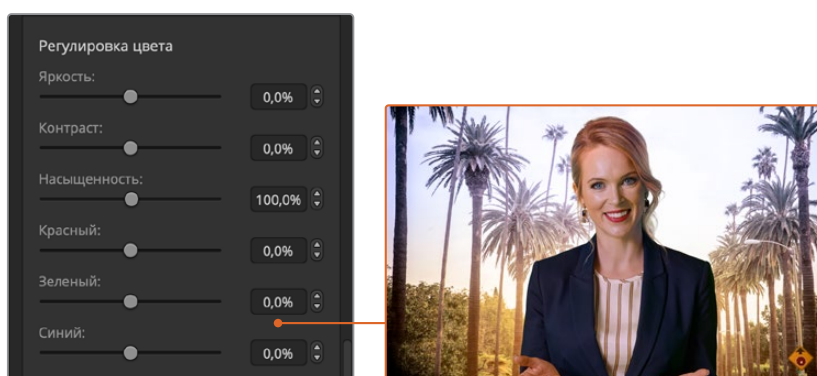 Регулировка цвета
Яркость:
0,0%
Контраст:
0,0%
Насыщенность:
100,0%
Красный:
0,0%
Зеленый:
0,0%
Синий:
0,0%